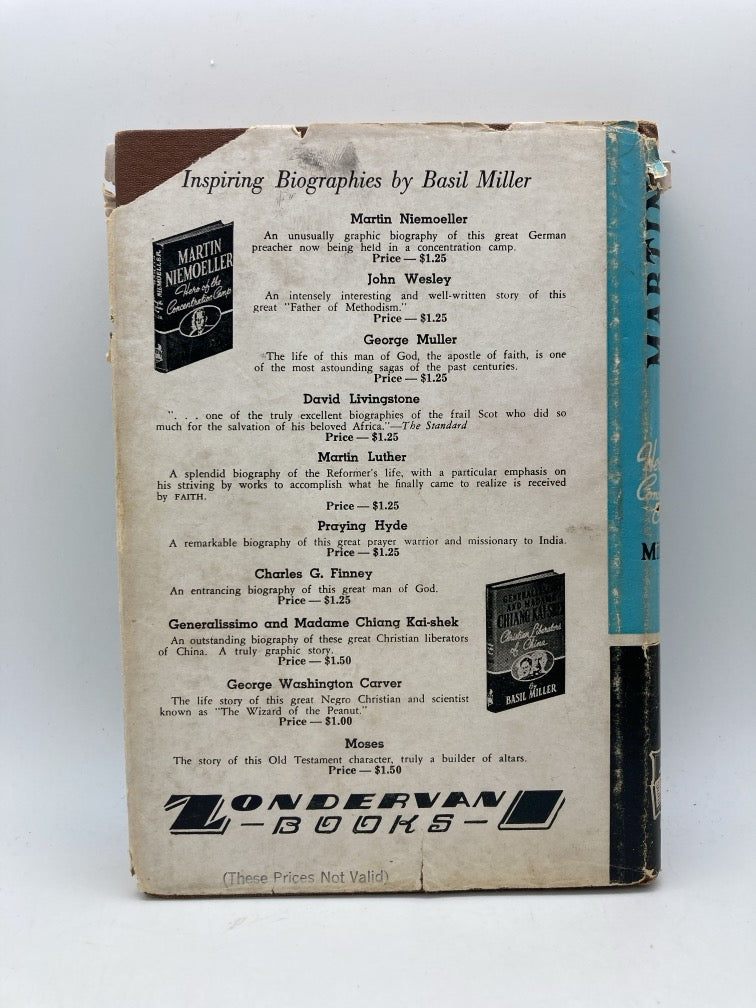 Inspiring Biographies by Basil Miller
Martin Niemoeller
An unusually graphic biography of this great German
preacher now being held in a concentration camp.
Price — $1.25
MARTIN
NIEMOELLER
Hero of the
Concentration Camp
NIEMOELLER
John Wesley
An intensely interesting and well-written story of this
great "Father of Methodism."
Price — $1.25
George Muller
The life of this man of God, the apostle of faith, is one
of the most astounding sagas of the past centuries.
Price — $1.25
David Livingstone
". . . one of the truly excellent biographies of the frail Scot who did so
much for the salvation of his beloved Africa."—The Standard
Price — $1.25
Martin Luther
A splendid biography of the Reformer's life, with a particular emphasis on
his striving by works to accomplish what he finally came to realize is received
by FAITH.
Price — $1.25
Praying Hyde
A remarkable biography of this great prayer warrior and missionary to India.
Price — $1.25
Charles G. Finney
An entrancing biography of this great man of God.
Price — $1.25
Generalissimo and Madame Chiang Kai-shek
An outstanding biography of these great Christian liberators
of China. A truly graphic story.
Price — $1.50
GENERALISSIMO
AND MADAME
CHIANG KAI-SHEK
Christian Liberators
of China
By
BASIL MILLER
George Washington Carver
The life story of this great Negro Christian and scientist
known as "The Wizard of the Peanut."
Price — $1.00
Moses
The story of this Old Testament character, truly a builder of altars.
Price — $1.50
ZONDERVAN
—BOOKS—
(These Prices Not Valid)
MARTIN